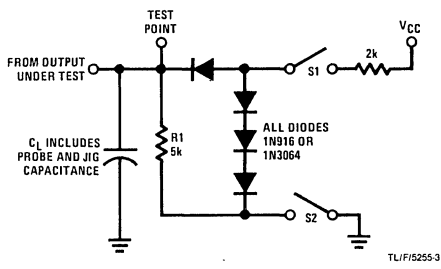 TEST
POINT
VCC
FROM OUTPUT
UNDER TEST
S1
2k
CL INCLUDES
PROBE AND JIG
CAPACITANCE
R1
5k
ALL DIODES
1N916 OR
1N3064
S2
TL/F/5255-3